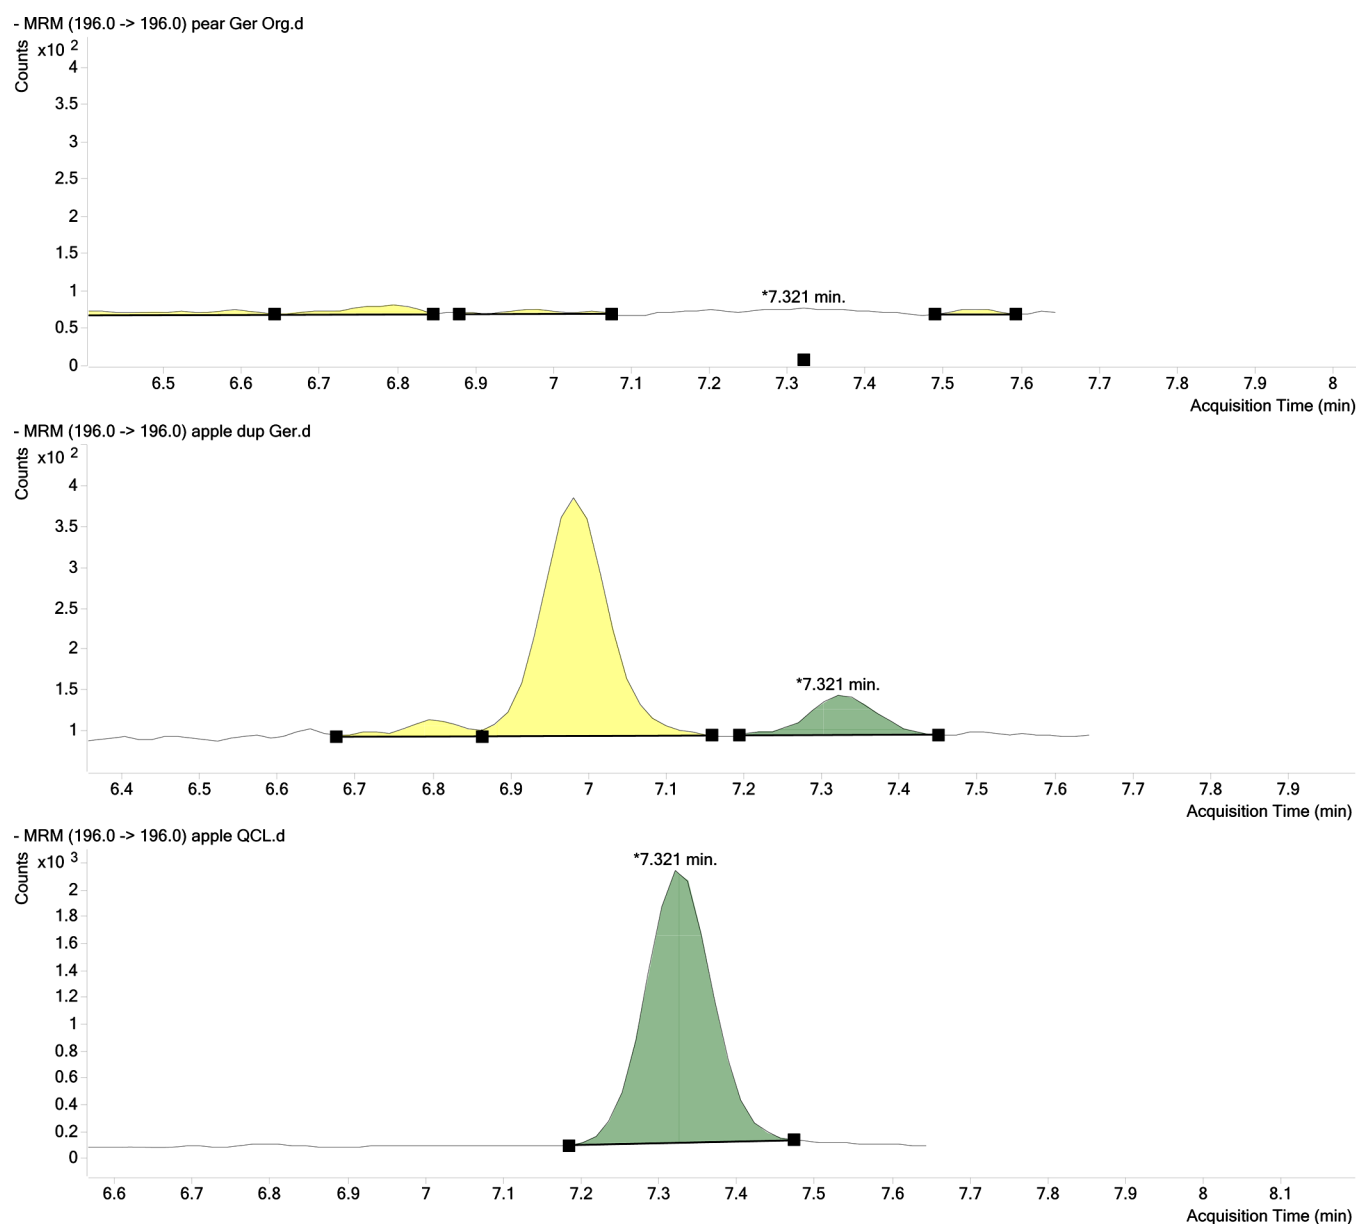 - MRM (196.0 -> 196.0) pear Ger Org.d
Counts
x10 2
4
3.5
3
2.5
2
1.5
1
0.5
0
*7.321 min.
6.5 6.6 6.7 6.8 6.9 7 7.1 7.2 7.3 7.4 7.5 7.6 7.7 7.8 7.9 8
Acquisition Time (min)
- MRM (196.0 -> 196.0) apple dup Ger.d
Counts
x10 2
4
3.5
3
2.5
2
1.5
1
*7.321 min.
6.4 6.5 6.6 6.7 6.8 6.9 7 7.1 7.2 7.3 7.4 7.5 7.6 7.7 7.8 7.9
Acquisition Time (min)
- MRM (196.0 -> 196.0) apple QCL.d
Counts
x10 3
*7.321 min.
2
1.8
1.6
1.4
1.2
1
0.8
0.6
0.4
0.2
0
6.6 6.7 6.8 6.9 7 7.1 7.2 7.3 7.4 7.5 7.6 7.7 7.8 7.9 8 8.1
Acquisition Time (min)